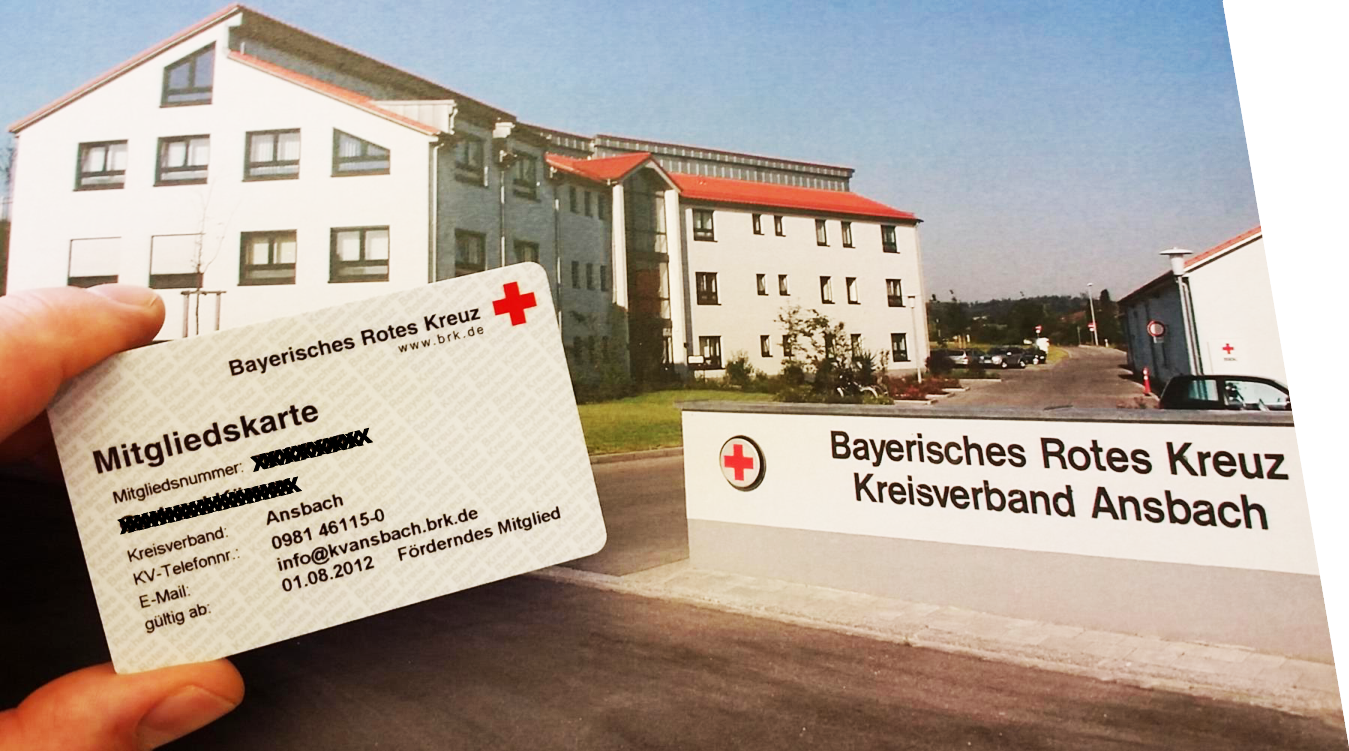 Bayerisches Rotes Kreuz
www.brk.de
Mitgliedskarte
Mitgliedsnummer:
Kreisverband: Ansbach
KV-Telefonnr.: 0981 46115-0
E-Mail: info@kvansbach.brk.de
gültig ab: 01.08.2012 Förderndes Mitglied
Bayerisches Rotes Kreuz
Kreisverband Ansbach